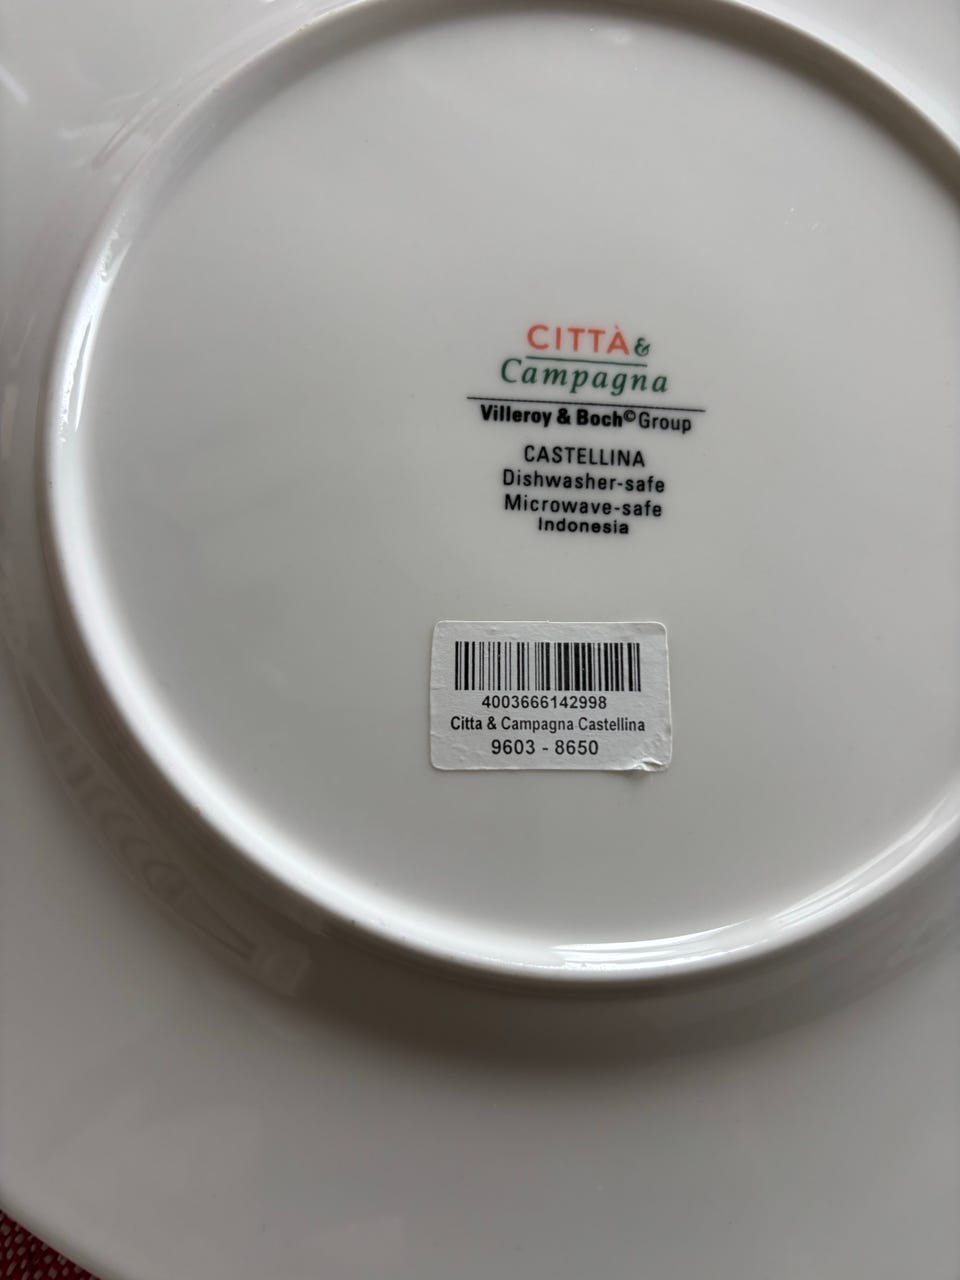 CITTÀ &
Campagna
Villeroy & Boch© Group
CASTELLINA
Dishwasher-safe
Microwave-safe
Indonesia
4003666142998
Citta & Campagna Castellina
9603 - 8650